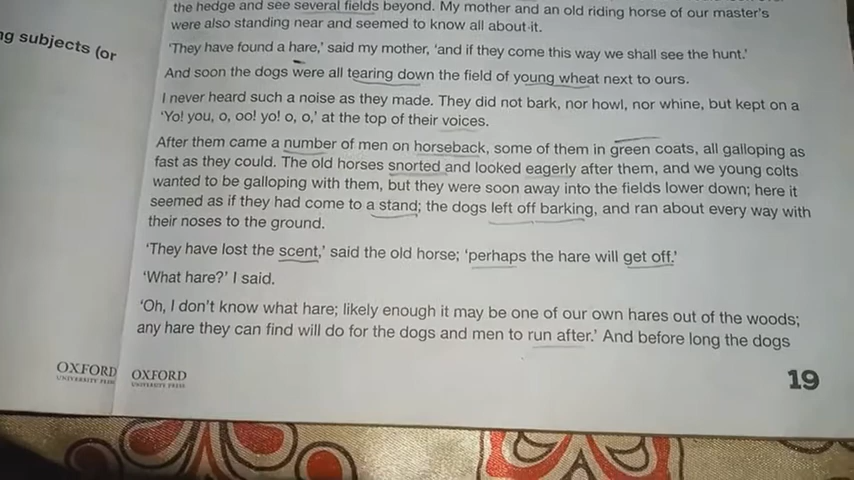 the hedge and see several fields beyond. My mother and an old riding horse of our master's
were also standing near and seemed to know all about it.
ng subjects (or
'They have found a hare,' said my mother, 'and if they come this way we shall see the hunt.'
And soon the dogs were all tearing down the field of young wheat next to ours.
I never heard such a noise as they made. They did not bark, nor howl, nor whine, but kept on a
'Yo! you, o, oo! yo! o, o,' at the top of their voices.
After them came a number of men on horseback, some of them in green coats, all galloping as
fast as they could. The old horses snorted and looked eagerly after them, and we young colts
wanted to be galloping with them, but they were soon away into the fields lower down; here it
seemed as if they had come to a stand; the dogs left off barking, and ran about every way with
their noses to the ground.
'They have lost the scent,' said the old horse; 'perhaps the hare will get off.'
'What hare?' I said.
'Oh, I don't know what hare; likely enough it may be one of our own hares out of the woods;
any hare they can find will do for the dogs and men to run after.' And before long the dogs
OXFORD
UNIVERSITY PRESS
OXFORD
UNIVERSITY PRESS
19